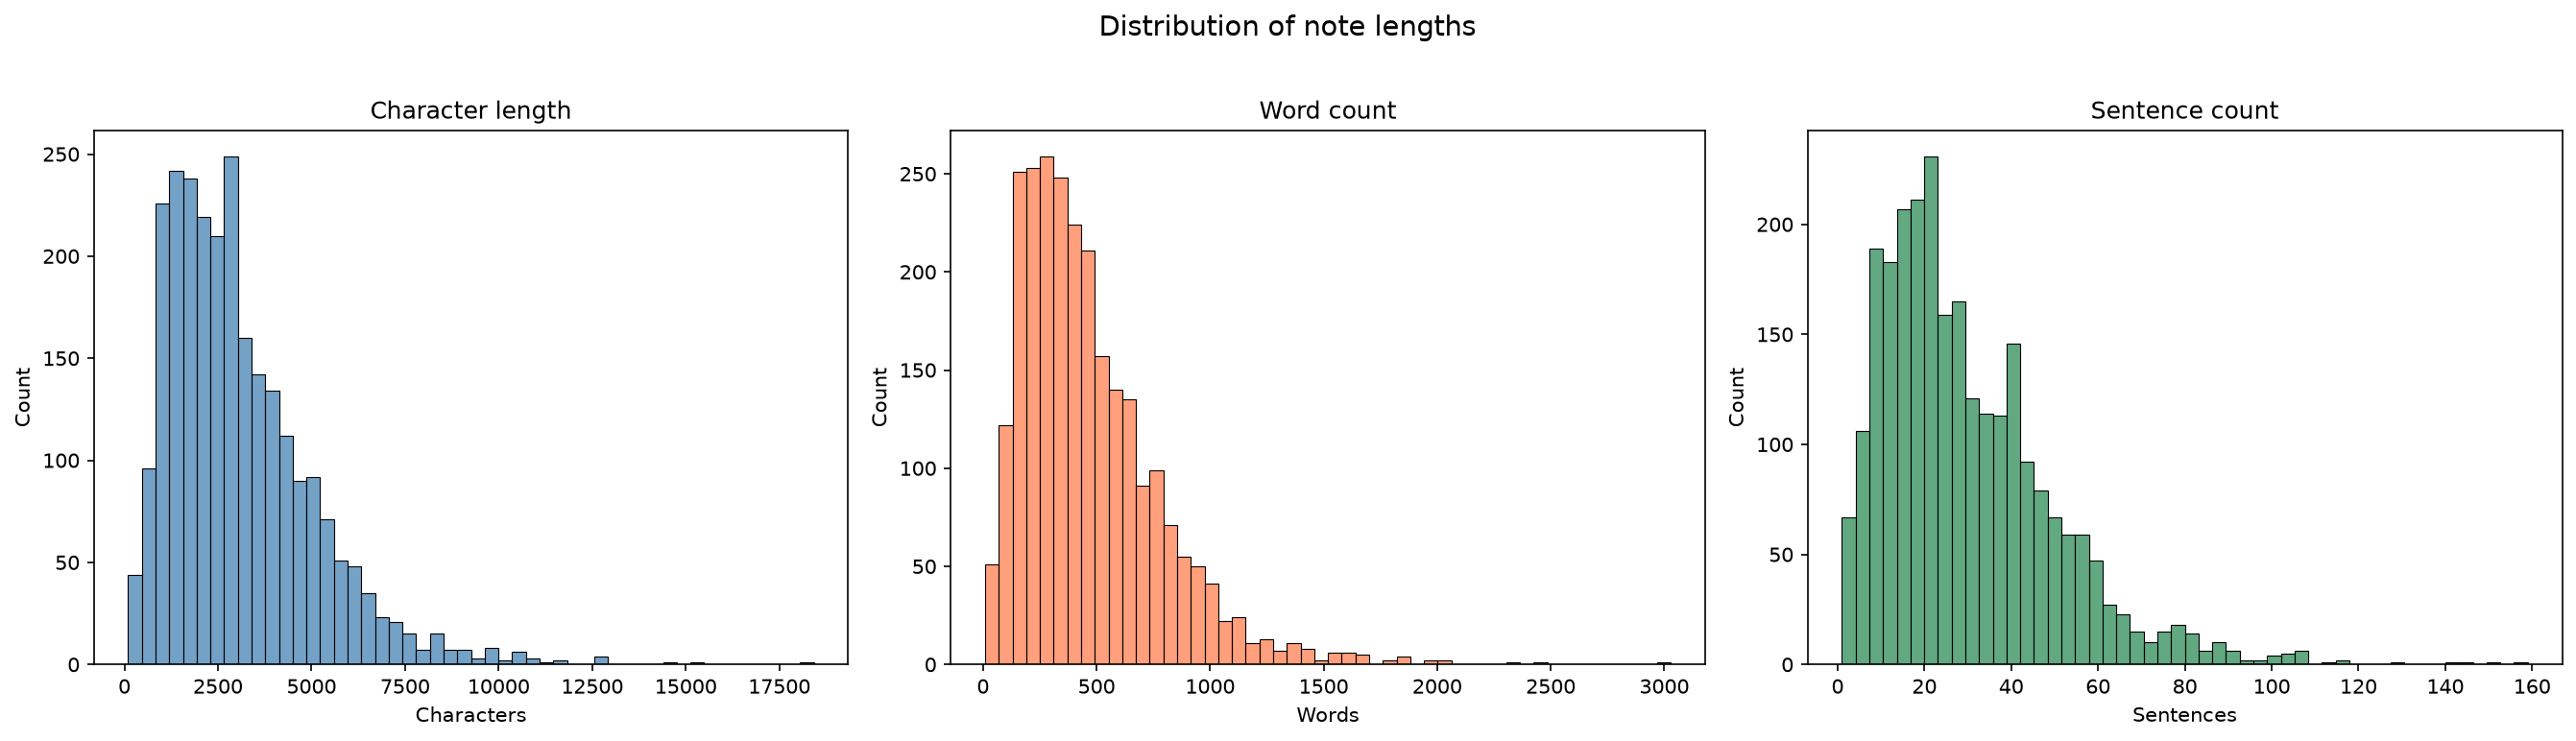 Distribution of note lengths
Character length
Word count
Sentence count
250
200
150
100
50
0
Count
0 2500 5000 7500 10000 12500 15000 17500
Characters
250
200
150
100
50
0
Count
0 500 1000 1500 2000 2500 3000
Words
200
150
100
50
0
Count
0 20 40 60 80 100 120 140 160
Sentences